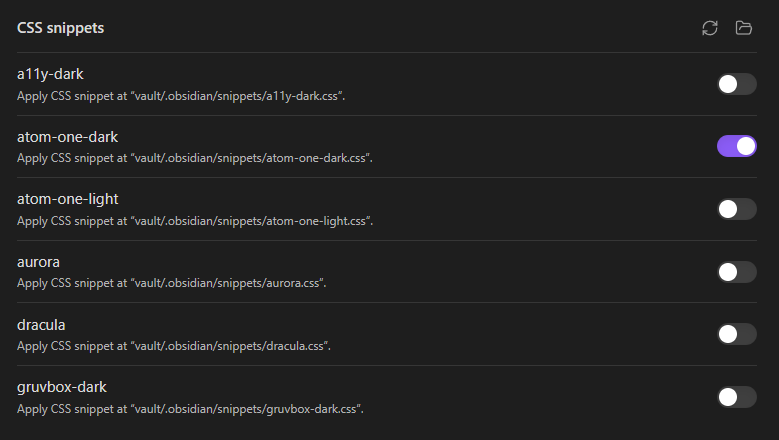 CSS snippets
a11y-dark
Apply CSS snippet at “vault/.obsidian/snippets/a11y-dark.css”.
atom-one-dark
Apply CSS snippet at “vault/.obsidian/snippets/atom-one-dark.css”.
atom-one-light
Apply CSS snippet at “vault/.obsidian/snippets/atom-one-light.css”.
aurora
Apply CSS snippet at “vault/.obsidian/snippets/aurora.css”.
dracula
Apply CSS snippet at “vault/.obsidian/snippets/dracula.css”.
gruvbox-dark
Apply CSS snippet at “vault/.obsidian/snippets/gruvbox-dark.css”.